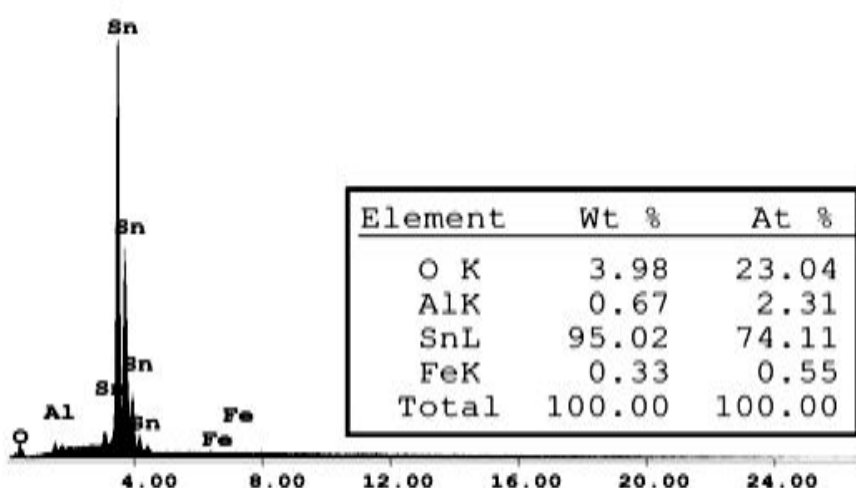 Sn
Sn
Sn
Sn
Sn
Al
Fe
Fe
O
Element Wt % At %
O K 3.98 23.04
AlK 0.67 2.31
SnL 95.02 74.11
FeK 0.33 0.55
Total 100.00 100.00
4.00 8.00 12.00 16.00 20.00 24.00